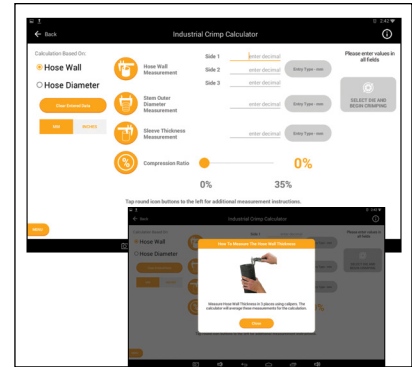 3:42
Back
Industrial Crimp Calculator
Calculation Based On:
Hose Wall
Hose Diameter
Clear Entered Data
MM
INCHES
Hose Wall
Measurement
Side 1 enter decimal
Side 2 enter decimal
Side 3
Entry Type - mm
Stem Outer
Diameter
Measurement
enter decimal
Entry Type - mm
Sleeve Thickness
Measurement
enter decimal
Entry Type - mm
Compression Ratio
0%
0%
35%
Please enter values in
all fields
SELECT DIE AND
BEGIN CRIMPING
Tap round icon buttons to the left for additional measurement instructions.
MENU
Back
Industrial Crimp Calculator
Calculation Based On:
Hose Wall
Hose Diameter
Side 1
How To Measure The Hose Wall Thickness
Measure Hose Wall Thickness in 3 places using calipers. The
calculator will average these measurements for the calculation.
Please enter values in
all fields